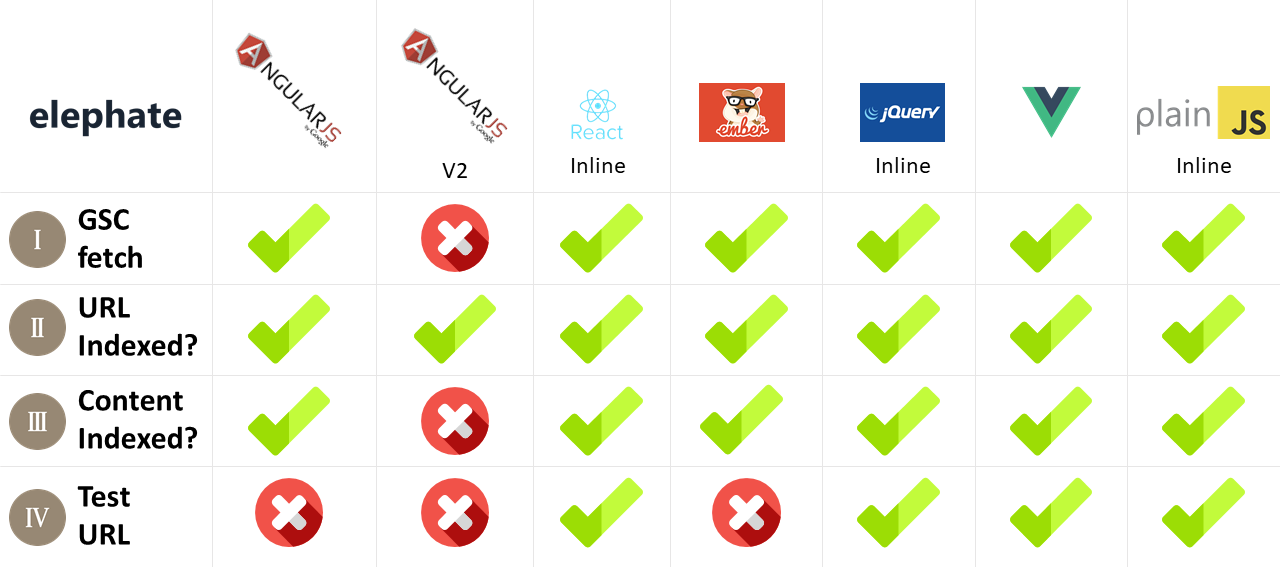 elephate
ANGULARJS
by Google
ANGULARJS
by Google
V2
React
Inline
ember
jQuery
Inline
plain JS
Inline
I GSC
fetch
II URL
Indexed?
III Content
Indexed?
IV Test
URL